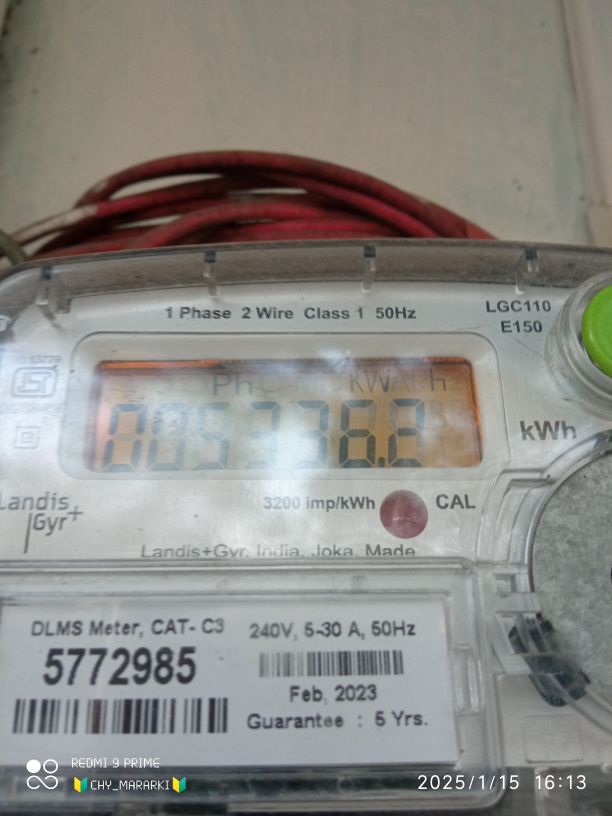 1 Phase 2 Wire Class 1 50Hz
LGC110
E150
005336.2
kWh
Landis
Gyr+
3200 imp/kWh
CAL
Landis+Gyr, India, Joka, Made
DLMS Meter, CAT- C3
5772985
240V, 5-30 A, 50Hz
Feb, 2023
Guarantee : 5 Yrs.
REDMI 9 PRIME
🔰CHY_MARARKI🔰
2025/1/15 16:13